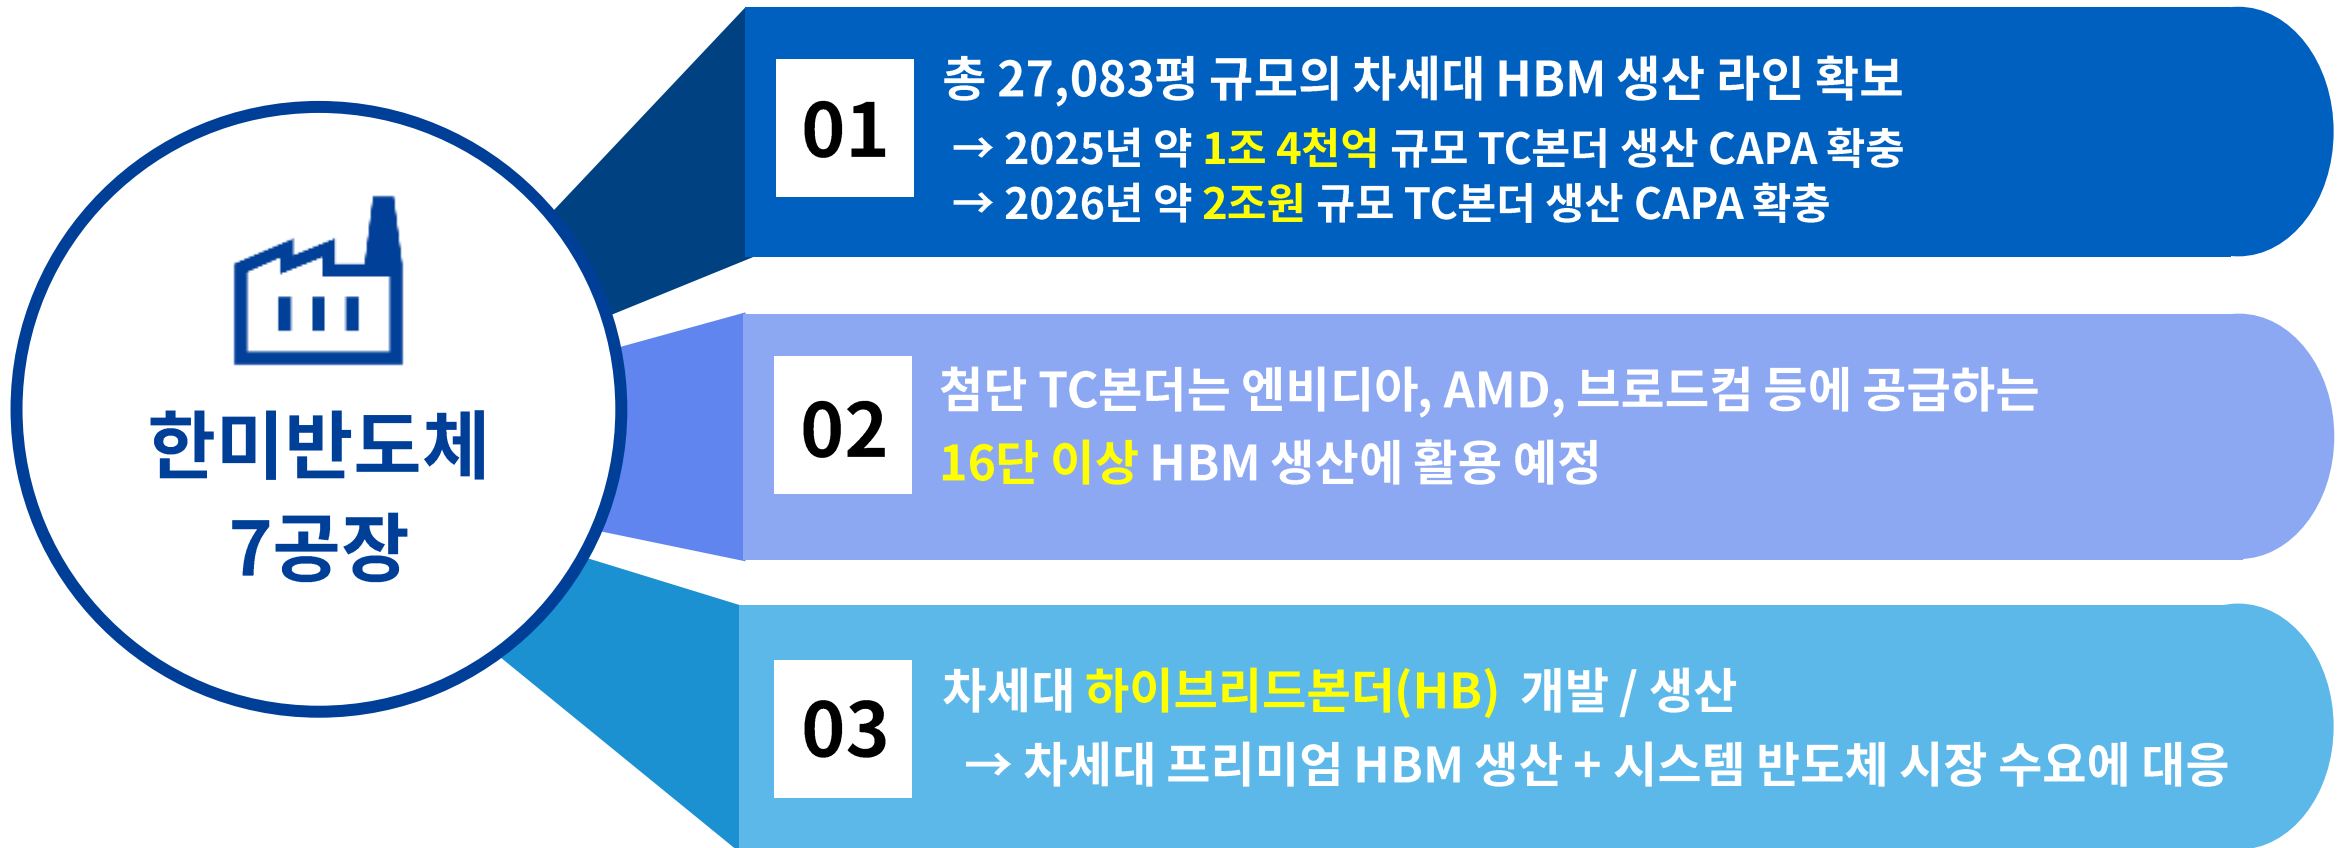 한미반도체
7공장
01
총 27,083평 규모의 차세대 HBM 생산 라인 확보
→ 2025년 약 1조 4천억 규모 TC본더 생산 CAPA 확충
→ 2026년 약 2조원 규모 TC본더 생산 CAPA 확충
02
첨단 TC본더는 엔비디아, AMD, 브로드컴 등에 공급하는
16단 이상 HBM 생산에 활용 예정
03
차세대 하이브리드본더(HB) 개발 / 생산
→ 차세대 프리미엄 HBM 생산 + 시스템 반도체 시장 수요에 대응